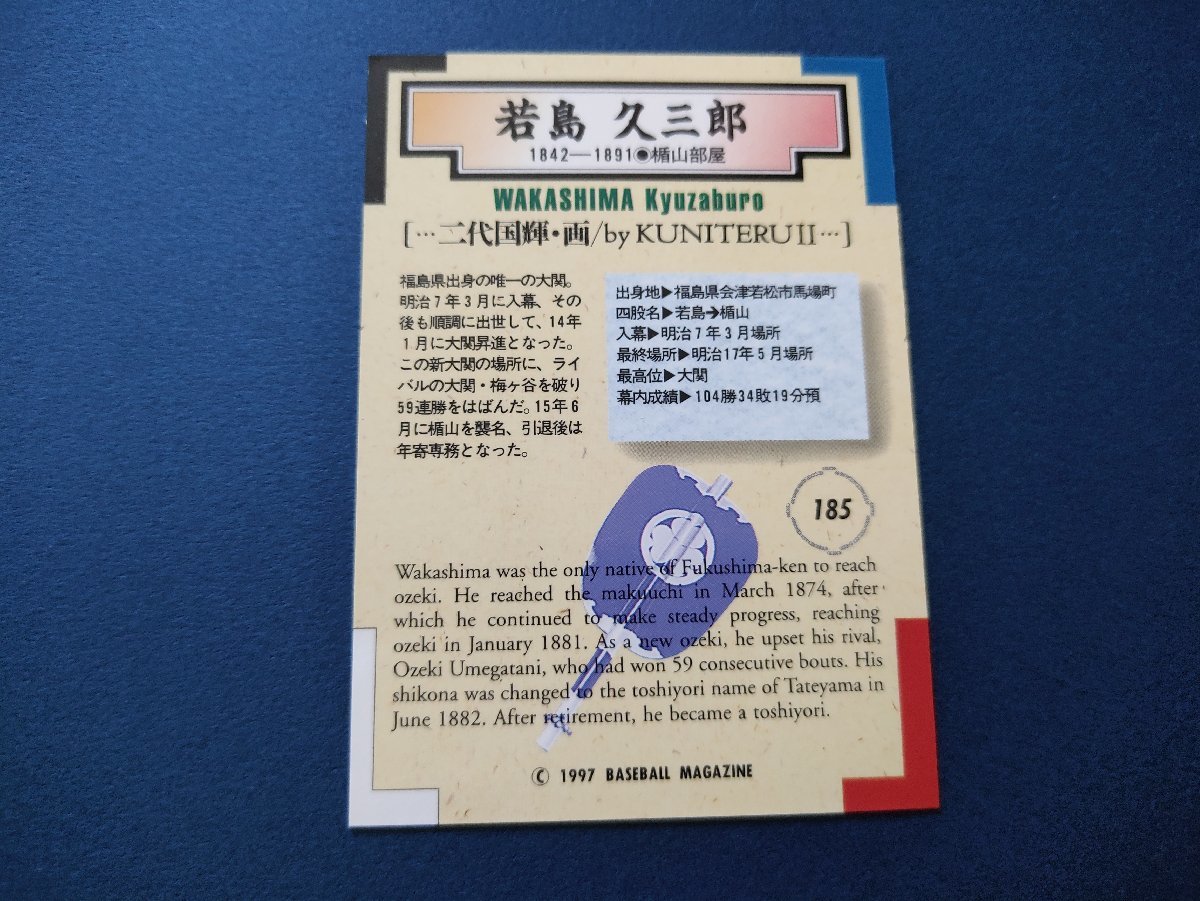 若島 久三郎
1842—1891◉楯山部屋
WAKASHIMA Kyuzaburo
[…二代国輝・画/by KUNITERU II…]
福島県出身の唯一の大関。
明治7年3月に入幕、その
後も順調に出世して、14年
1月に大関昇進となった。
この新大関の場所に、ライ
バルの大関・梅ヶ谷を破り
59連勝をはばんだ。15年6
月に楯山を襲名、引退後は
年寄専務となった。
出身地▶福島県会津若松市馬場町
四股名▶若島➔楯山
入幕▶明治7年3月場所
最終場所▶明治17年5月場所
最高位▶大関
幕内成績▶104勝34敗19分預
185
Wakashima was the only native of Fukushima-ken to reach
ozeki. He reached the makuuchi in March 1874, after
which he continued to make steady progress, reaching
ozeki in January 1881. As a new ozeki, he upset his rival,
Ozeki Umegatani, who had won 59 consecutive bouts. His
shikona was changed to the toshiyori name of Tateyama in
June 1882. After retirement, he became a toshiyori.
© 1997 BASEBALL MAGAZINE